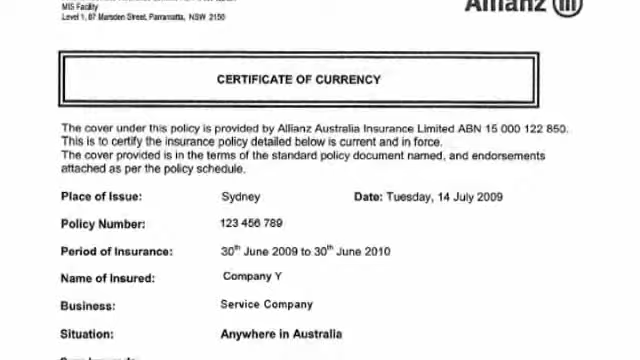 MIS Facility
Level 1, 87 Marsden Street, Parramatta, NSW 2150
Allianz
CERTIFICATE OF CURRENCY
The cover under this policy is provided by Allianz Australia Insurance Limited ABN 15 000 122 850.
This is to certify the insurance policy detailed below is current and in force.
The cover provided is in the terms of the standard policy document named, and endorsements
attached as per the policy schedule.
Place of Issue: Sydney Date: Tuesday, 14 July 2009
Policy Number: 123 456 789
Period of Insurance: 30th June 2009 to 30th June 2010
Name of Insured: Company Y
Business: Service Company
Situation: Anywhere in Australia